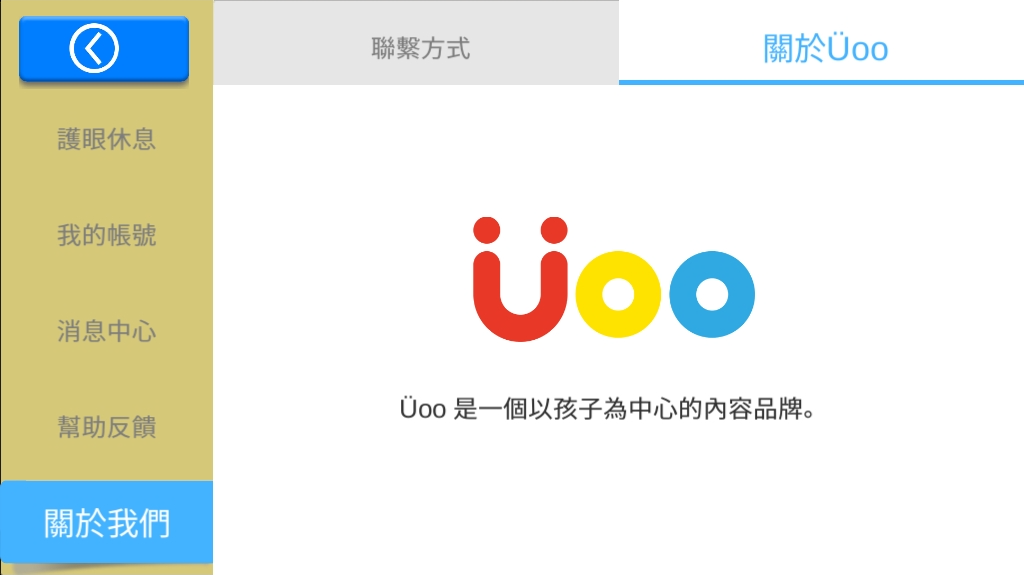 聯繫方式
關於Üoo
護眼休息
我的帳號
消息中心
幫助反饋
關於我們
Üoo
Üoo 是一個以孩子為中心的內容品牌。